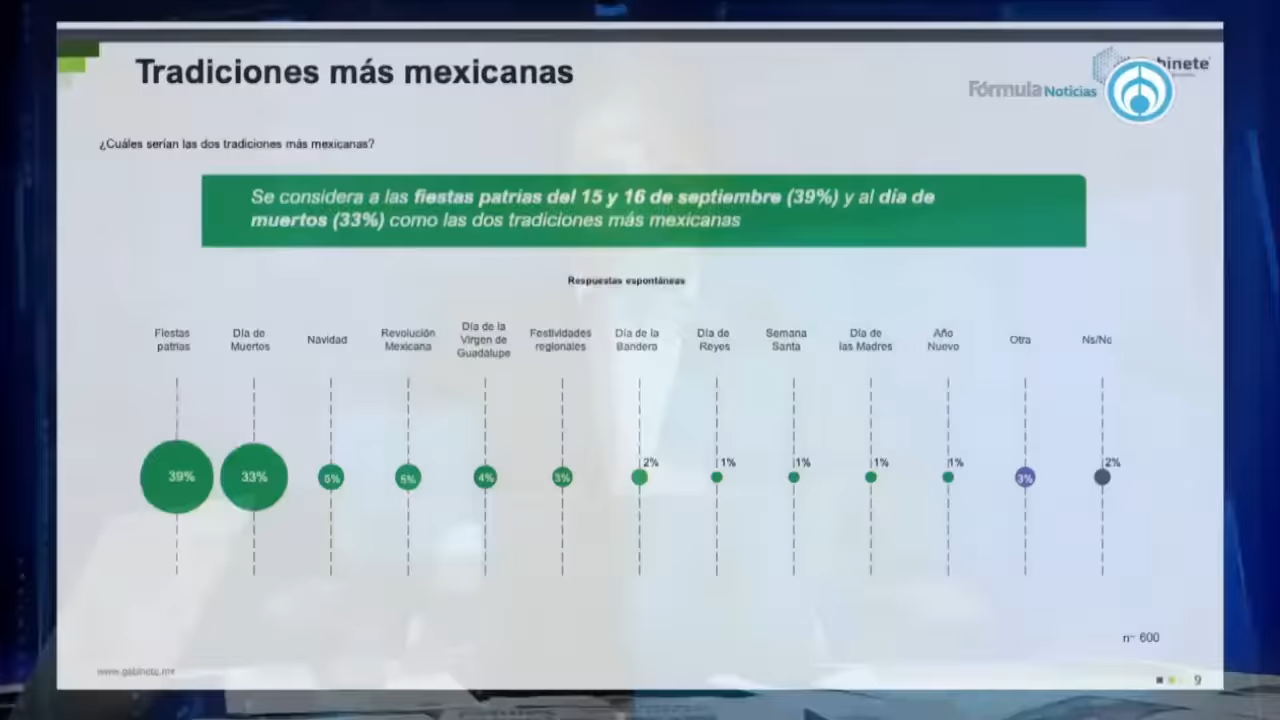 Tradiciones más mexicanas
Fórmula Noticias
¿Cuáles serían las dos tradiciones más mexicanas?
Se considera a las fiestas patrias del 15 y 16 de septiembre (39%) y al día de
muertos (33%) como las dos tradiciones más mexicanas
Respuestas espontáneas
Fiestas
patrias
Día de
Muertos
Navidad
Revolución
Mexicana
Día de la
Virgen de
Guadalupe
Festividades
regionales
Día de la
Bandera
Día de
Reyes
Semana
Santa
Día de
las Madres
Año
Nuevo
Otra
Ns/Nc
39%
33%
5%
5%
4%
3%
2%
1%
1%
1%
1%
3%
2%
n= 600
www.gabinete.mx
9